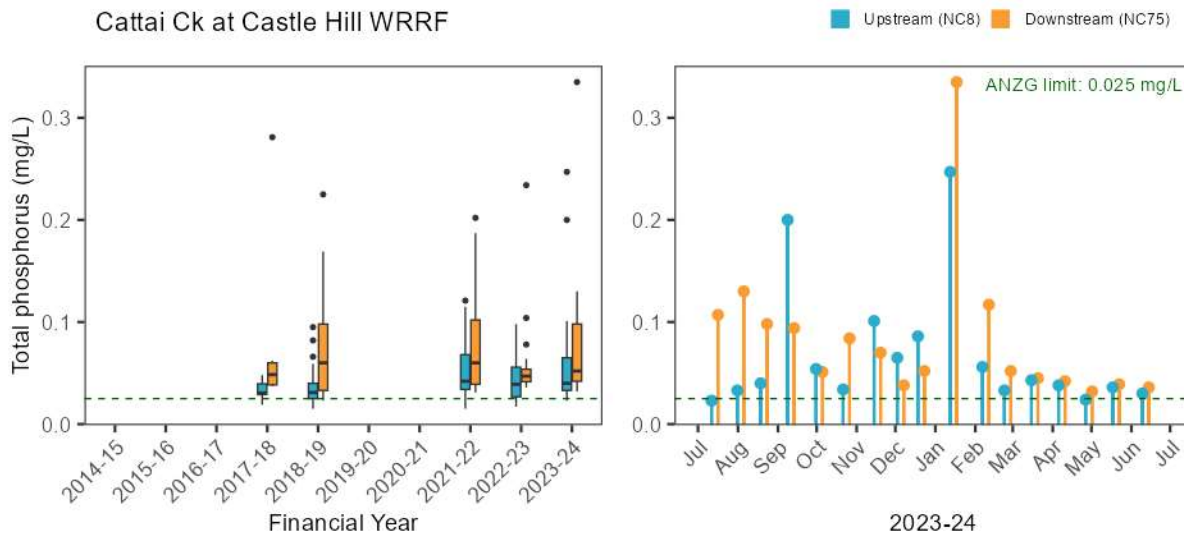 Cattai Ck at Castle Hill WRRF
Upstream (NC8) Downstream (NC75)
Total phosphorus (mg/L)
0.3
0.2
0.1
0.0
2014-15
2015-16
2016-17
2017-18
2018-19
2019-20
2020-21
2021-22
2022-23
2023-24
Financial Year
ANZG limit: 0.025 mg/L
0.3
0.2
0.1
0.0
Jul
Aug
Sep
Oct
Nov
Dec
Jan
Feb
Mar
Apr
May
Jun
Jul
2023-24